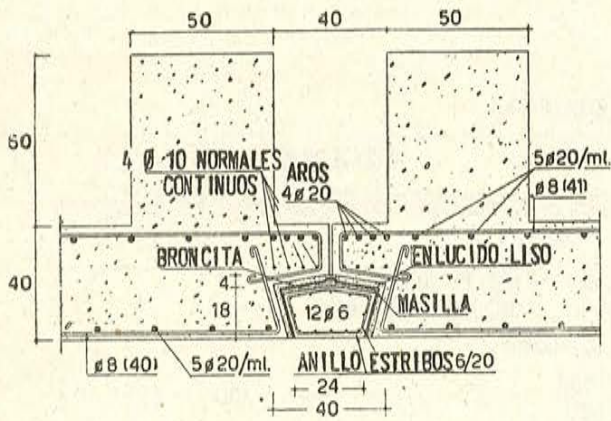 50 40 50
60
4 Ø 10 NORMALES
CONTINUOS
AROS
4ø20
5ø20/ml.
ø8 (41)
BRONCITA
ENLUCIDO LISO
40
4
18
12ø6
MASILLA
ø8 (40)
5ø20/ml.
ANILLO ESTRIBOS 6/20
24
40